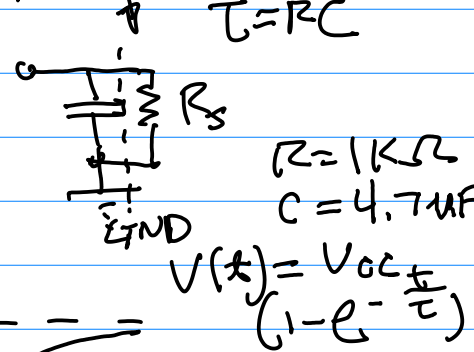 τ=RC
Rs
R=1KΩ
C=4.7uF
GND
V(t)=Voc
(1-e^-t/τ)